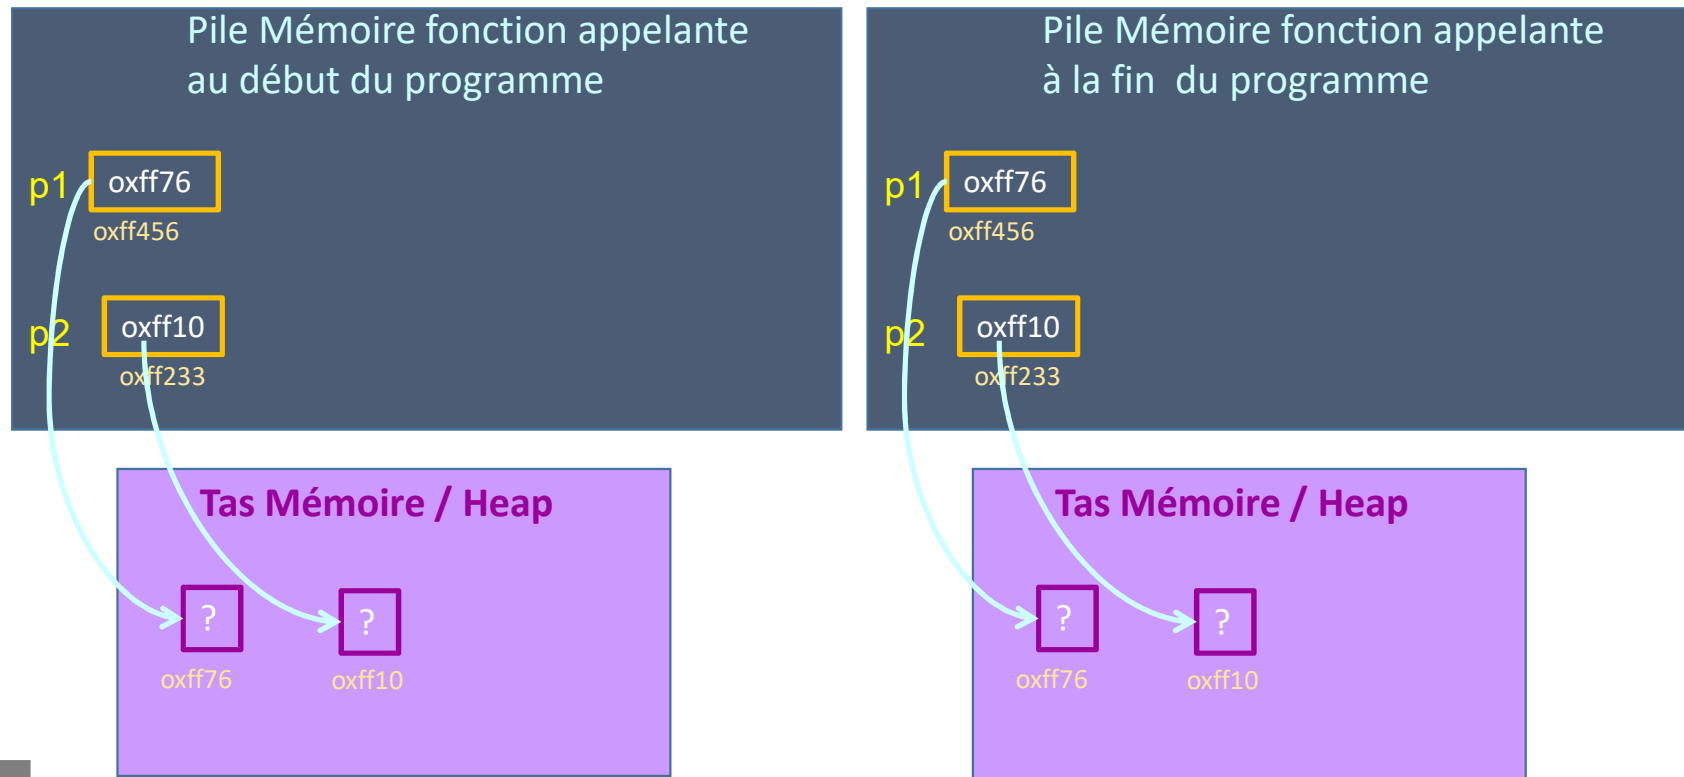 Pile Mémoire fonction appelante
au début du programme
p1
oxff76
oxff456
p2
oxff10
oxff233
Tas Mémoire / Heap
?
?
oxff76
oxff10
Pile Mémoire fonction appelante
à la fin du programme
p1
oxff76
oxff456
p2
oxff10
oxff233
Tas Mémoire / Heap
?
?
oxff76
oxff10